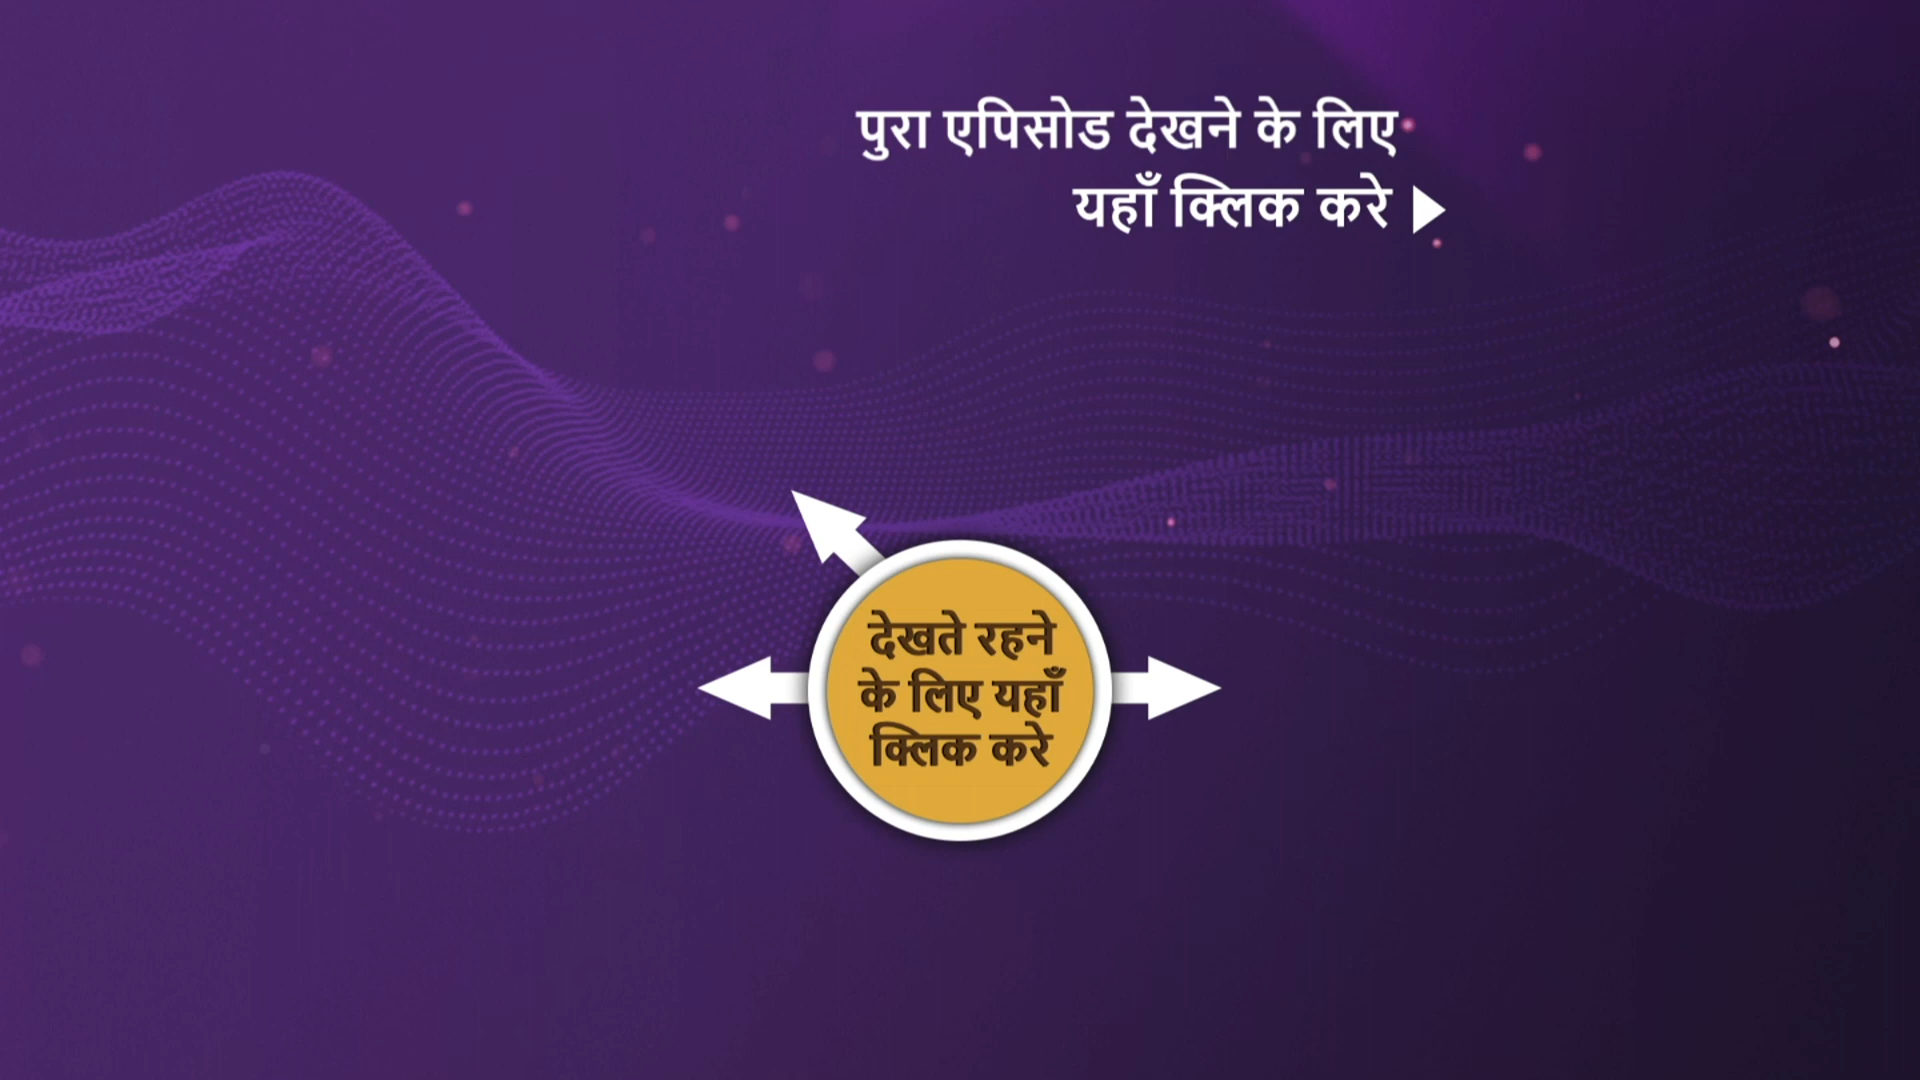 पुरा एपिसोड देखने के लिए
यहाँ क्लिक करे
देखते रहने
के लिए यहाँ
क्लिक करे